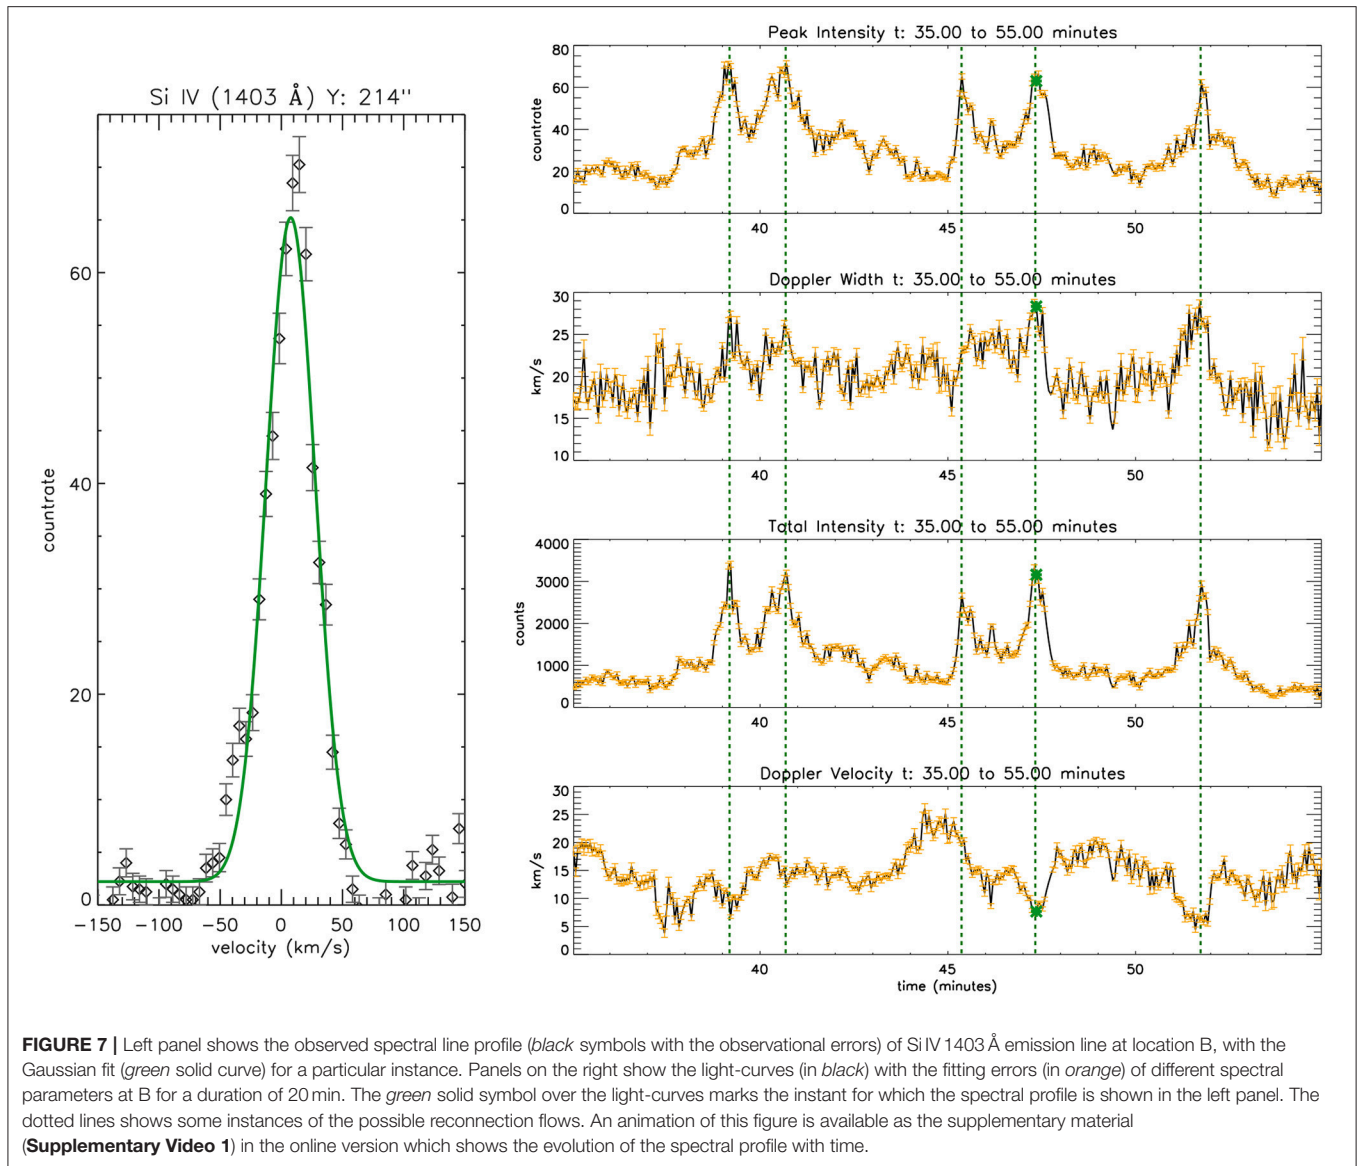 Si IV (1403 Å) Y: 214"
60
40
20
0
countrate
−150 −100 −50 0 50 100 150
velocity (km/s)
Peak Intensity t: 35.00 to 55.00 minutes
80
60
40
20
0
countrate
40 45 50
Doppler Width t: 35.00 to 55.00 minutes
30
25
20
15
10
km/s
40 45 50
Total Intensity t: 35.00 to 55.00 minutes
4000
3000
2000
1000
0
counts
40 45 50
Doppler Velocity t: 35.00 to 55.00 minutes
30
25
20
15
10
5
0
km/s
40 45 50
time (minutes)
FIGURE 7 | Left panel shows the observed spectral line profile (black symbols with the observational errors) of Si IV 1403 Å emission line at location B, with the
Gaussian fit (green solid curve) for a particular instance. Panels on the right show the light-curves (in black) with the fitting errors (in orange) of different spectral
parameters at B for a duration of 20 min. The green solid symbol over the light-curves marks the instant for which the spectral profile is shown in the left panel. The
dotted lines shows some instances of the possible reconnection flows. An animation of this figure is available as the supplementary material
(Supplementary Video 1) in the online version which shows the evolution of the spectral profile with time.